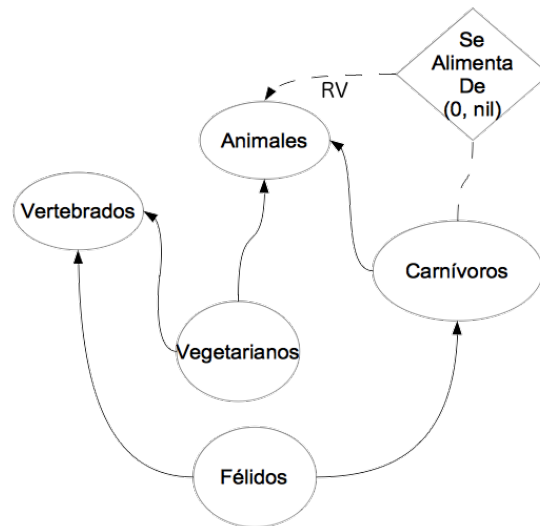 Se
Alimenta
De
(0, nil)
RV
Animales
Vertebrados
Carnívoros
Vegetarianos
Félidos